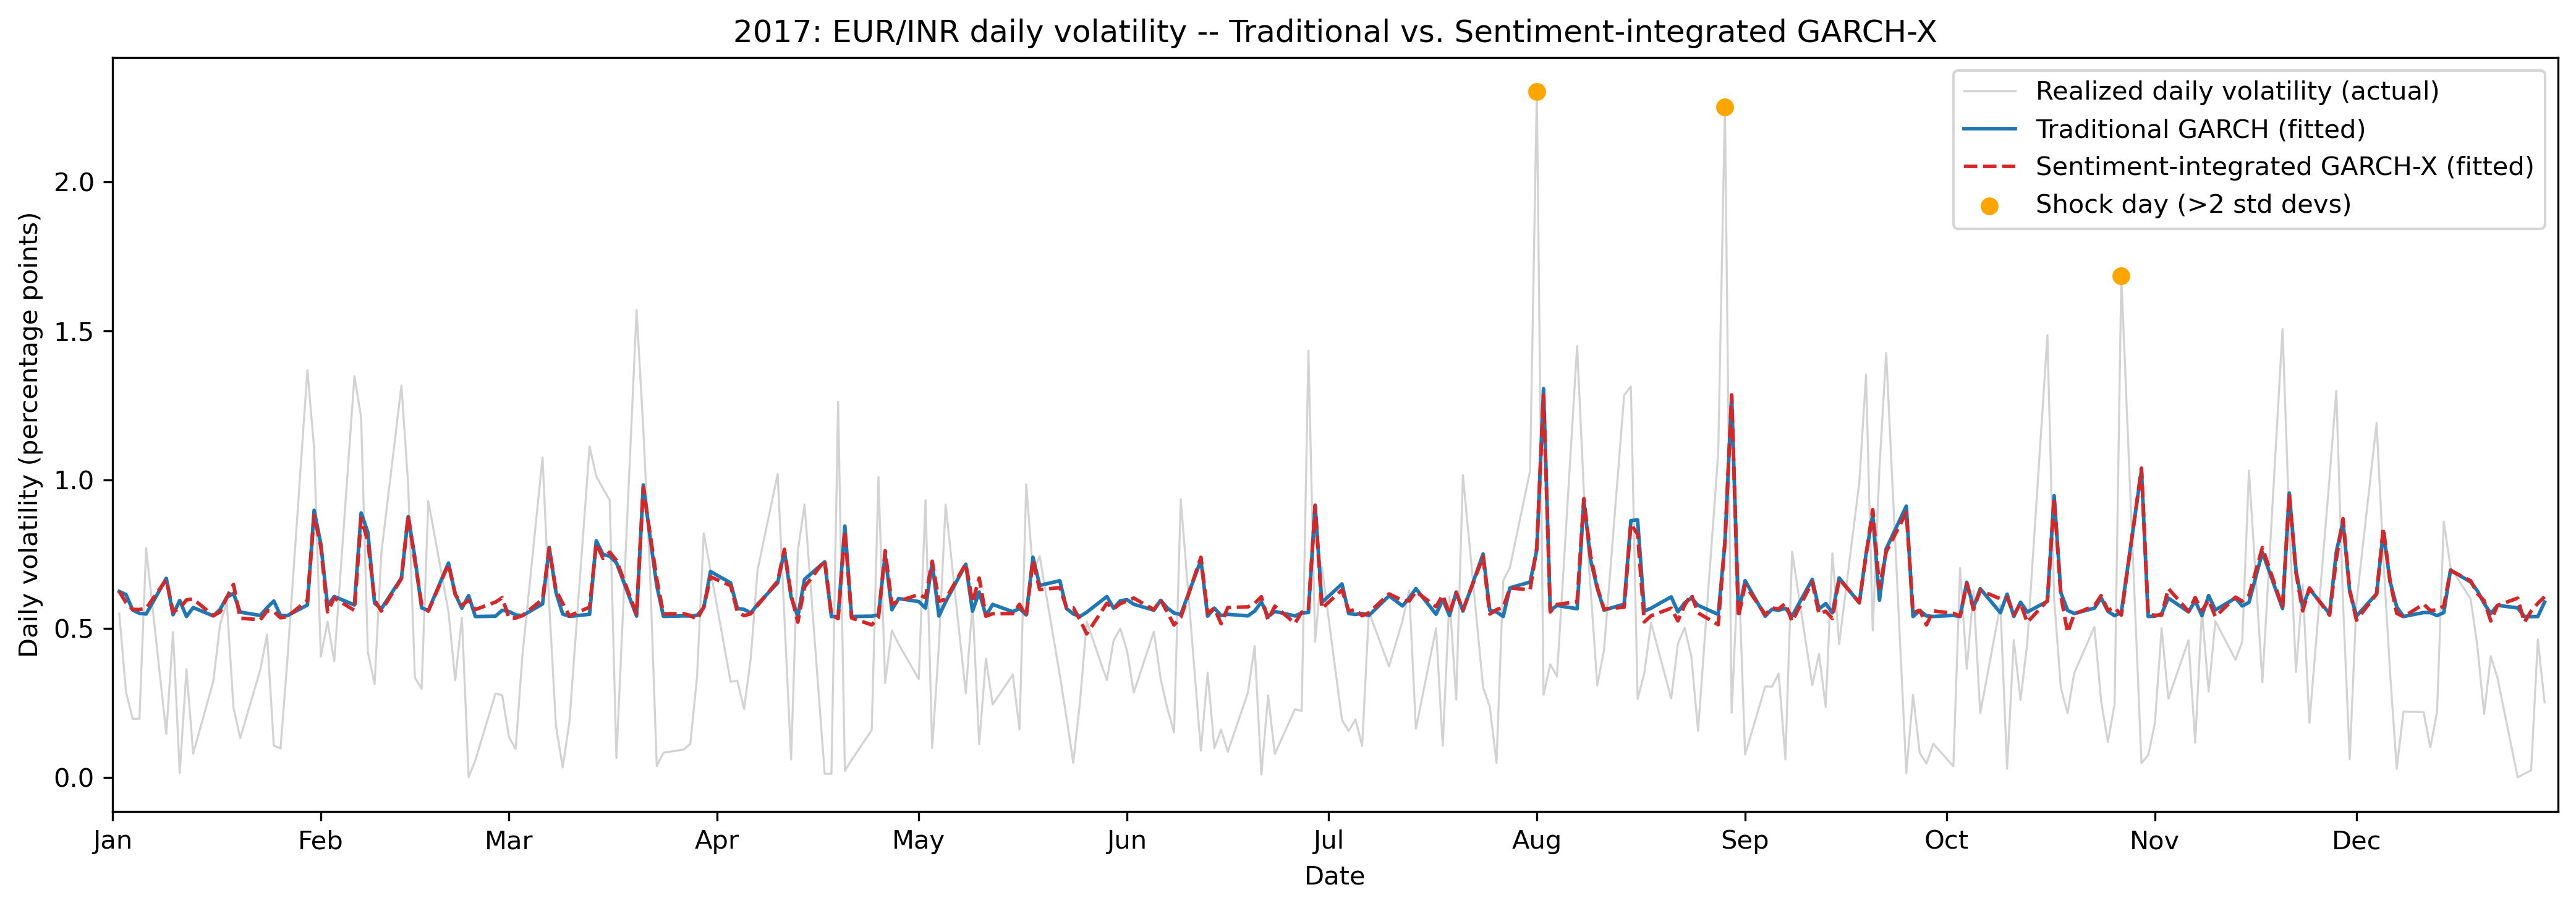 2017: EUR/INR daily volatility -- Traditional vs. Sentiment-integrated GARCH-X
Realized daily volatility (actual)
Traditional GARCH (fitted)
Sentiment-integrated GARCH-X (fitted)
Shock day (>2 std devs)
Daily volatility (percentage points)
2.0
1.5
1.0
0.5
0.0
Jan Feb Mar Apr May Jun Jul Aug Sep Oct Nov Dec
Date